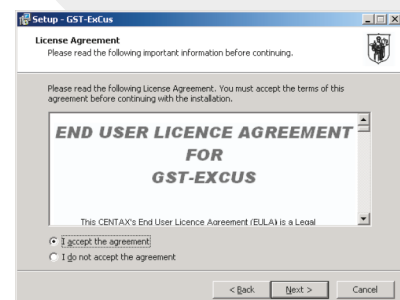 Setup - GST-ExCus
License Agreement
Please read the following important information before continuing.
Please read the following License Agreement. You must accept the terms of this
agreement before continuing with the installation.
END USER LICENCE AGREEMENT
FOR
GST-EXCUS
This CENTAX's End User Licence Agreement (EULA) is a Legal
I accept the agreement
I do not accept the agreement
< Back
Next >
Cancel